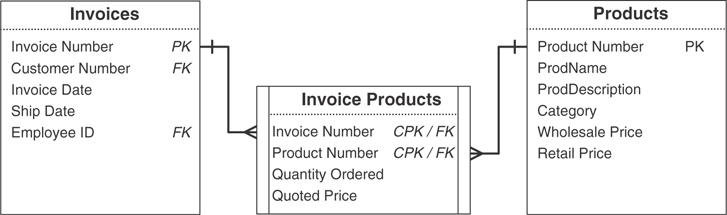 Invoices
Invoice Number PK
Customer Number FK
Invoice Date
Ship Date
Employee ID FK
Invoice Products
Invoice Number CPK / FK
Product Number CPK / FK
Quantity Ordered
Quoted Price
Products
Product Number PK
ProdName
ProdDescription
Category
Wholesale Price
Retail Price